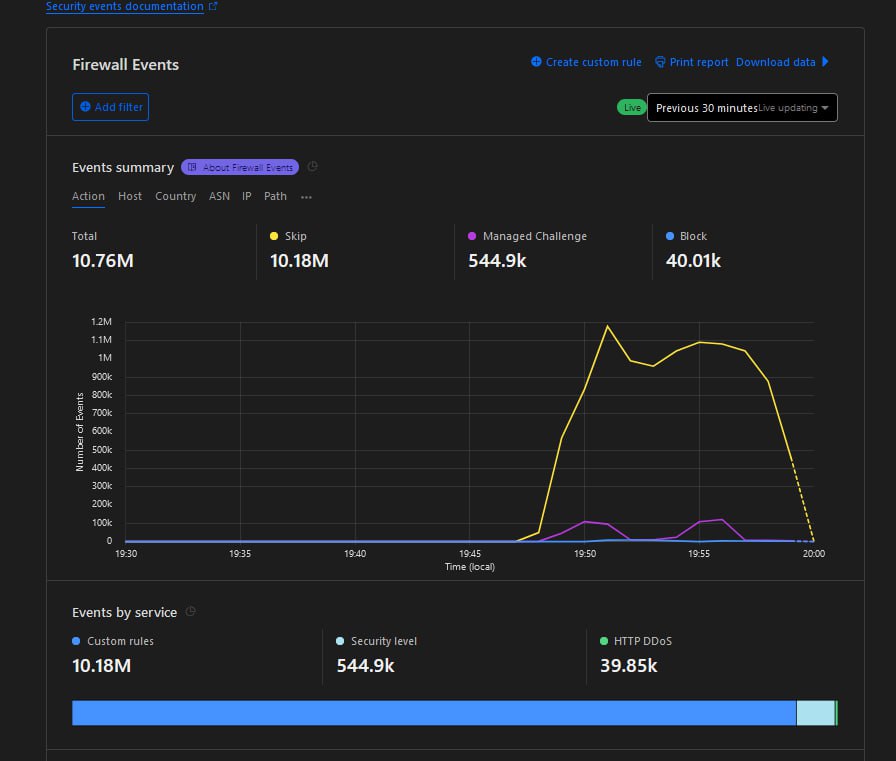 Security events documentation
Firewall Events
Create custom rule Print report Download data
Add filter
Live Previous 30 minutes Live updating
Events summary About Firewall Events
Action Host Country ASN IP Path ...
Total Skip Managed Challenge Block
10.76M 10.18M 544.9k 40.01k
1.2M
1.1M
1M
900k
800k
700k
600k
500k
400k
300k
200k
100k
0
Number of Events
19:30 19:35 19:40 19:45 19:50 19:55 20:00
Time (local)
Events by service
Custom rules Security level HTTP DDoS
10.18M 544.9k 39.85k